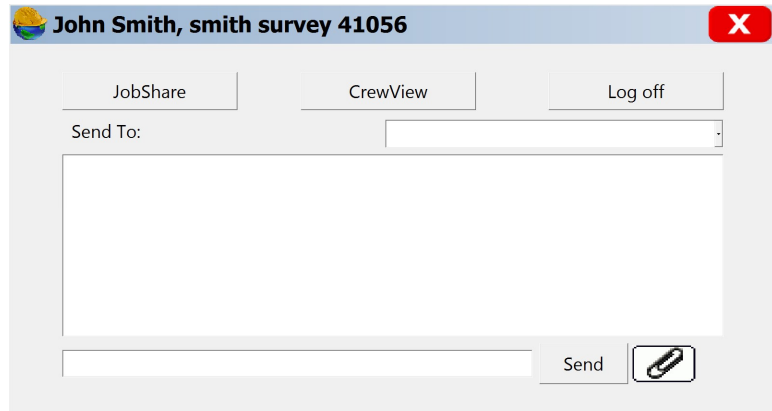 John Smith, smith survey 41056
X
JobShare CrewView Log off
Send To:
Send